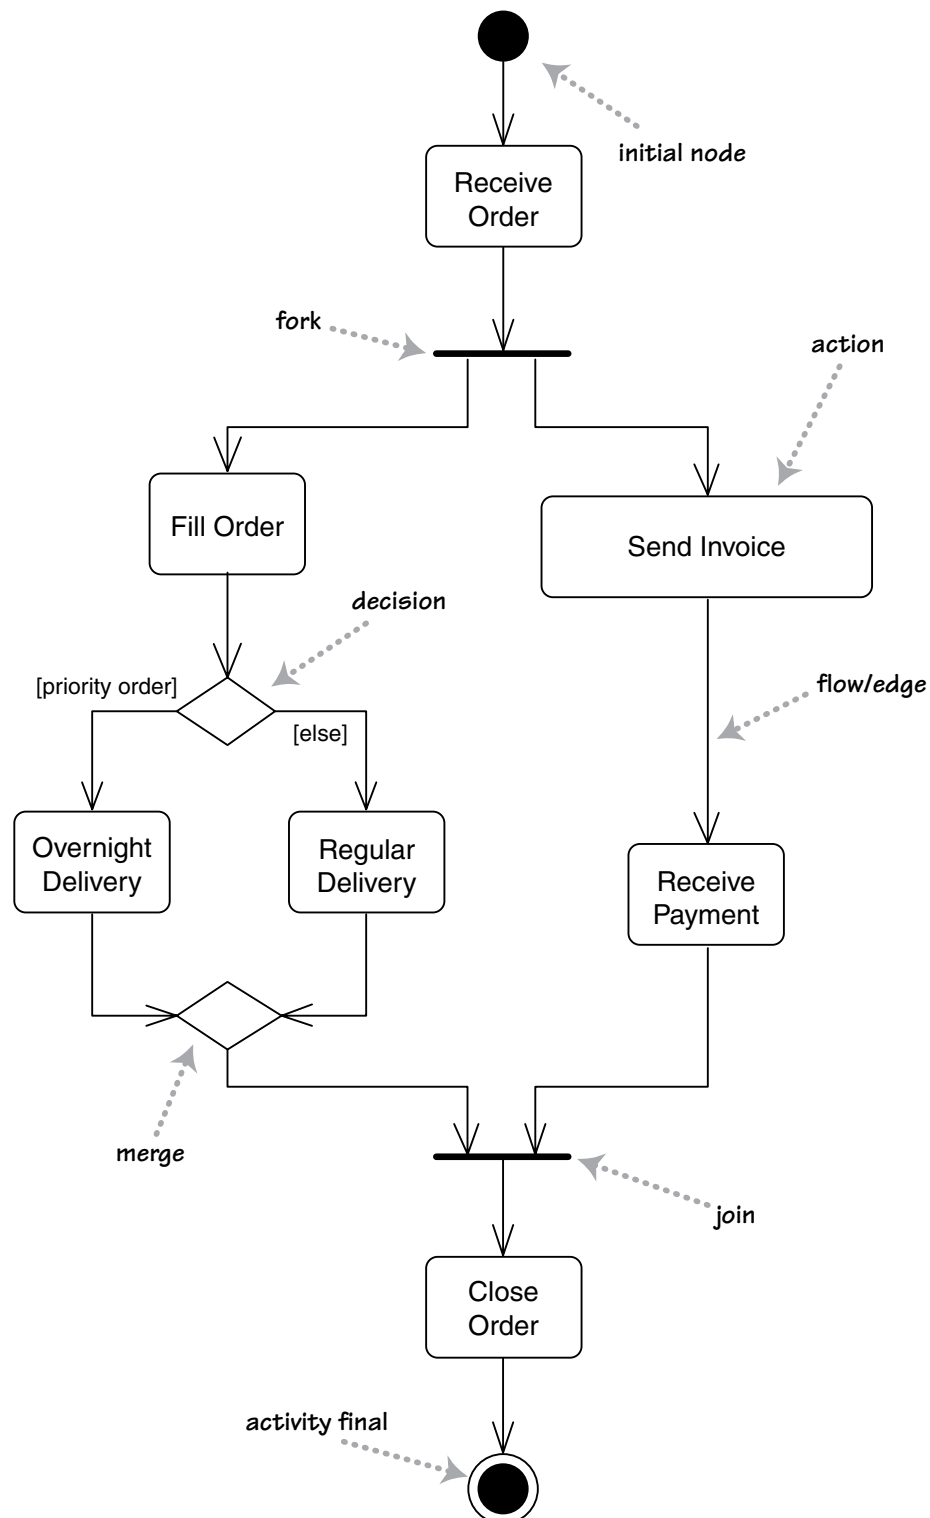 initial node
Receive
Order
fork
action
Fill Order
Send Invoice
decision
[priority order]
flow/edge
[else]
Overnight
Delivery
Regular
Delivery
Receive
Payment
merge
join
Close
Order
activity final